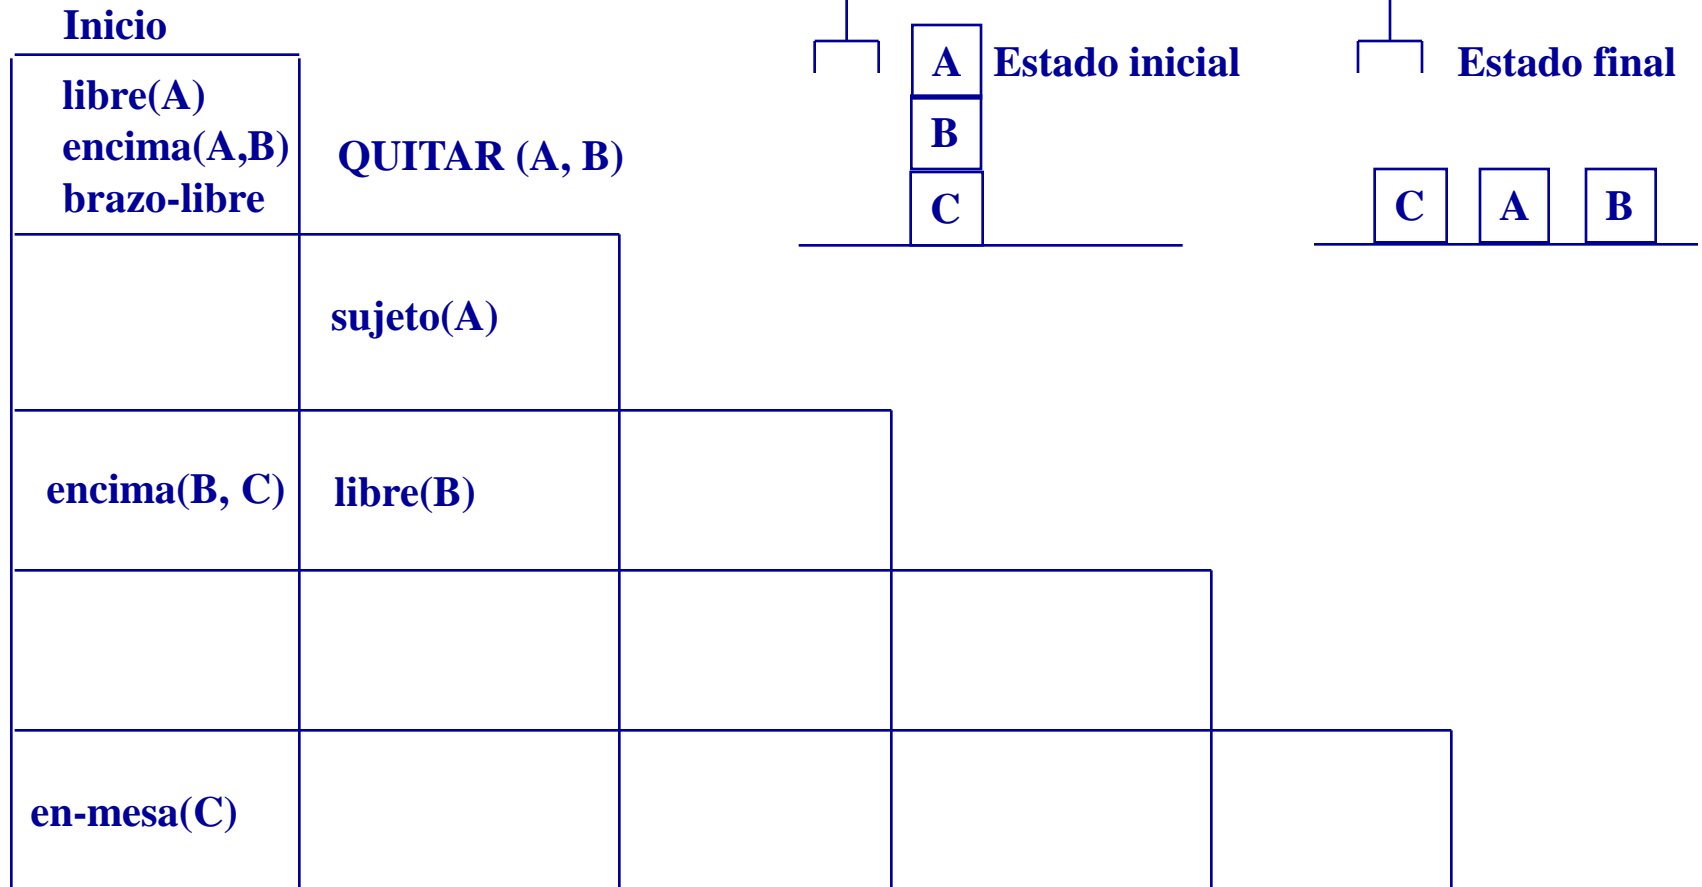 Inicio
libre(A)
encima(A,B)
brazo-libre
QUITAR (A, B)
sujeto(A)
encima(B, C)
libre(B)
en-mesa(C)
A
B
C
Estado inicial
Estado final
C A B